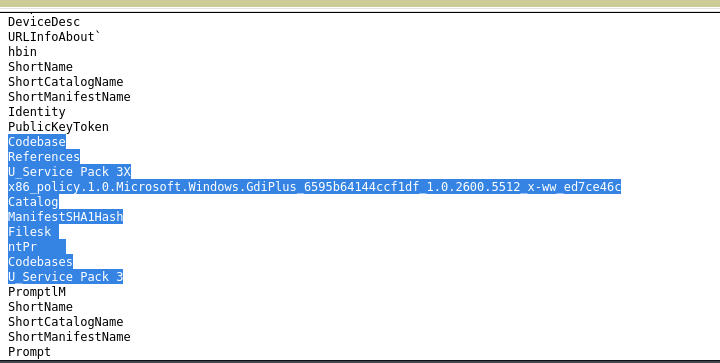 DeviceDesc
URLInfoAbout`
hbin
ShortName
ShortCatalogName
ShortManifestName
Identity
PublicKeyToken
Codebase
References
U_Service Pack 3X
x86_policy.1.0.Microsoft.Windows.GdiPlus_6595b64144ccf1df_1.0.2600.5512_x-ww_ed7ce46c
Catalog
ManifestSHA1Hash
Filesk
ntPr
Codebases
U_Service Pack 3
PromptlM
ShortName
ShortCatalogName
ShortManifestName
Prompt